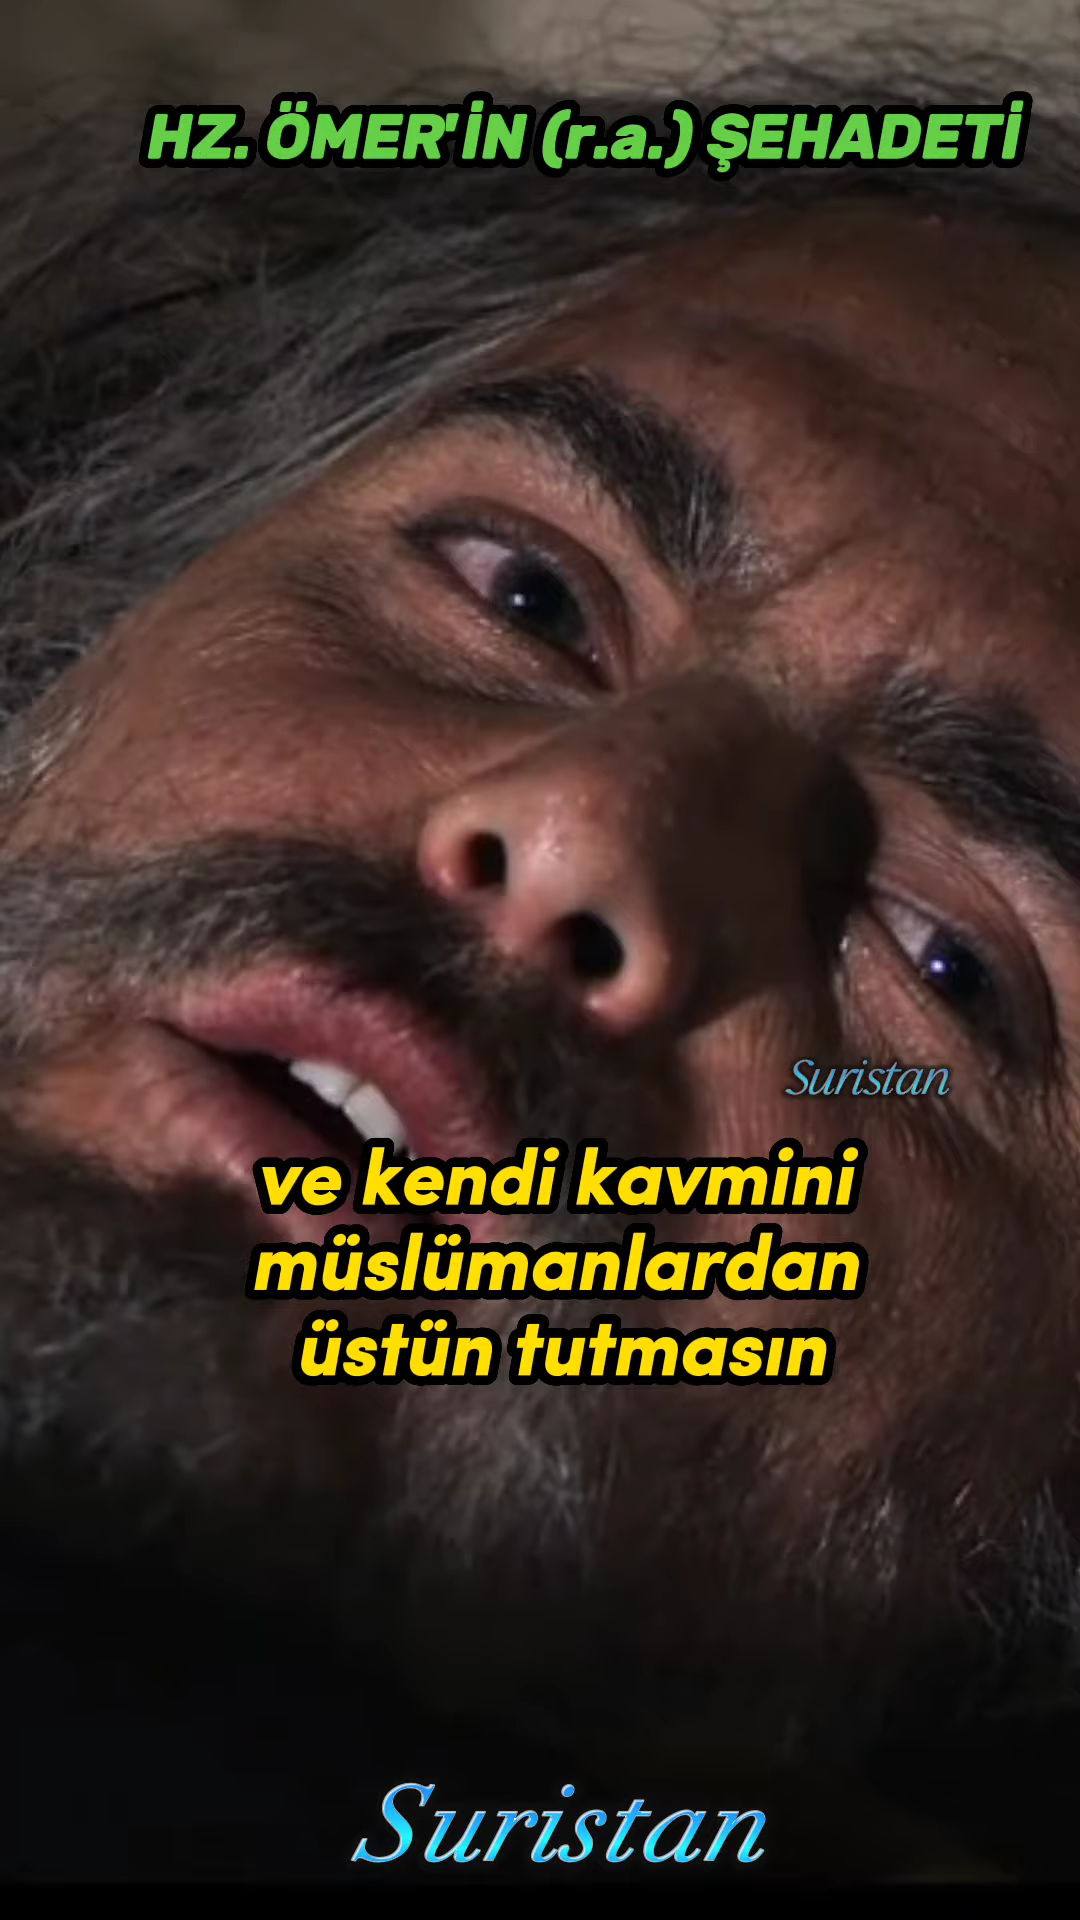 HZ. ÖMER'İN (r.a.) ŞEHADETİ
Suristan
ve kendi kavmini
müslümanlardan
üstün tutmasın
Suristan